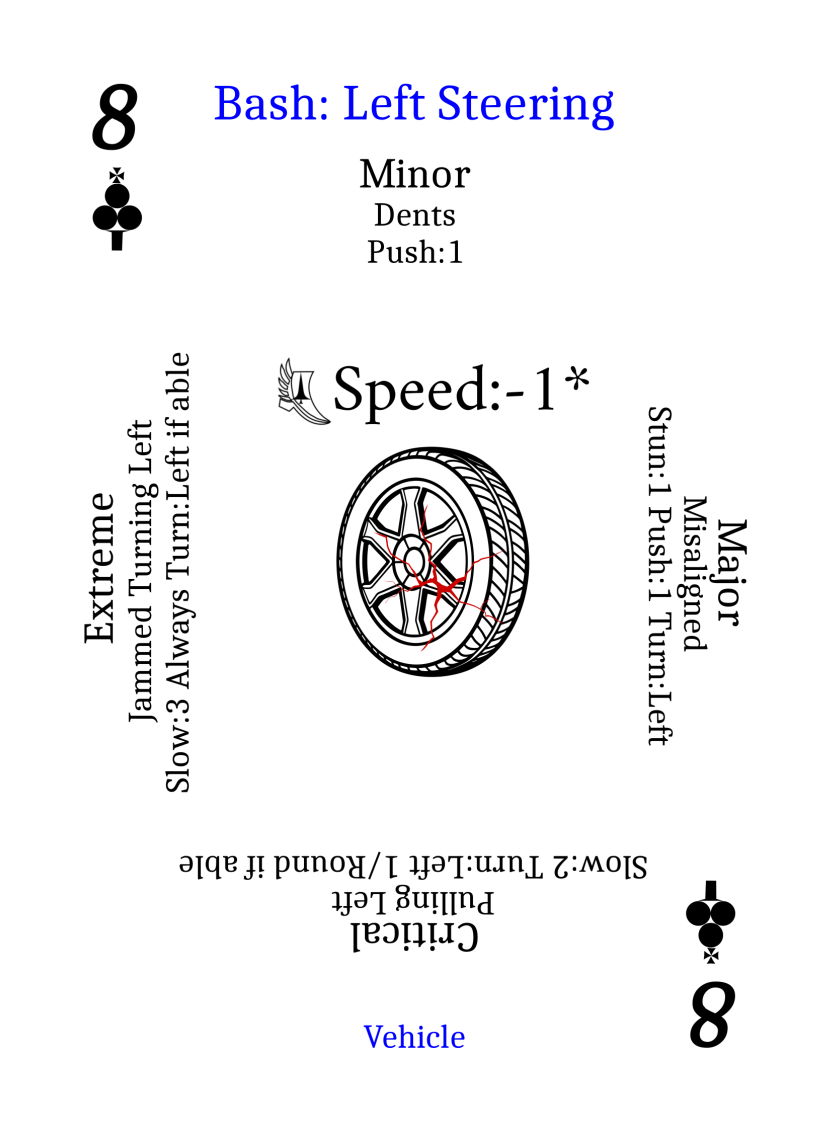 8
Bash: Left Steering
Minor
Dents
Push:1
Speed:-1*
Extreme
Jammed Turning Left
Slow:3 Always Turn:Left if able
Major
Misaligned
Stun:1 Push:1 Turn:Left
Critical
Pulling Left
Slow:2 Turn:Left 1/Round if able
8
Vehicle